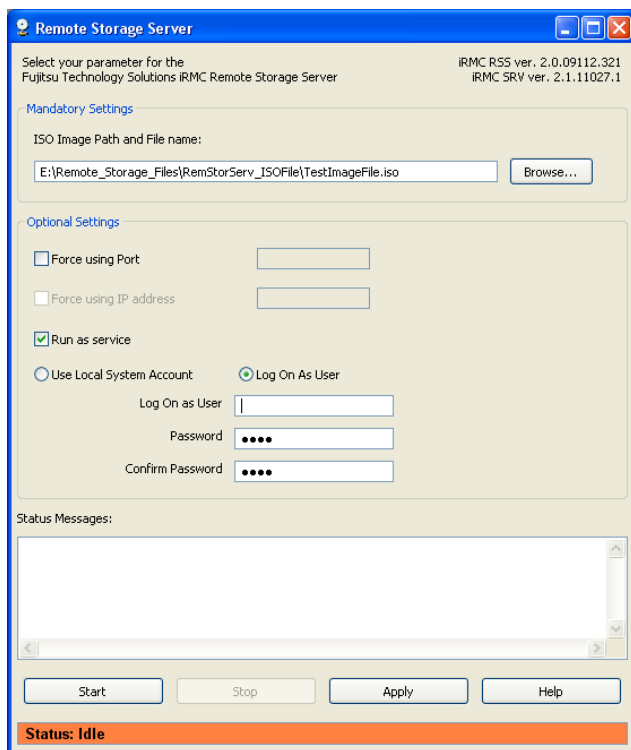 Remote Storage Server
Select your parameter for the
Fujitsu Technology Solutions iRMC Remote Storage Server
iRMC RSS ver. 2.0.09112.321
iRMC SRV ver. 2.1.11027.1
Mandatory Settings
ISO Image Path and File name:
E:\Remote_Storage_Files\RemStorServ_ISOFile\TestImageFile.iso
Browse...
Optional Settings
Force using Port
Force using IP address
Run as service
Use Local System Account
Log On As User
Log On as User
Password
••••
Confirm Password
••••
Status Messages:
Start
Stop
Apply
Help
Status: Idle